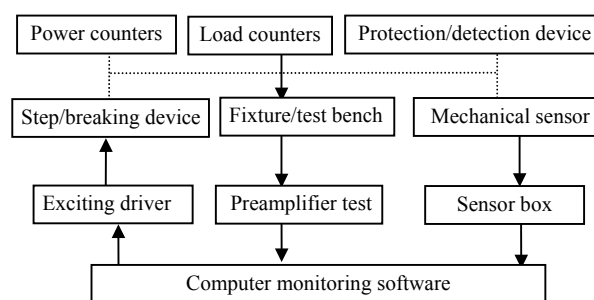 Power counters
Load counters
Protection/detection device
Step/breaking device
Fixture/test bench
Mechanical sensor
Exciting driver
Preamplifier test
Sensor box
Computer monitoring software